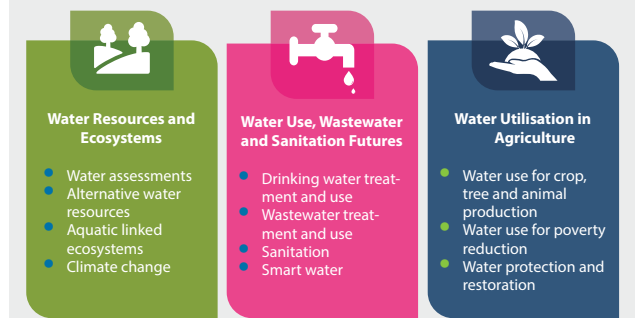 Water Resources and
Ecosystems
Water assessments
Alternative water
resources
Aquatic linked
ecosystems
Climate change
Water Use, Wastewater
and Sanitation Futures
Drinking water treat-
ment and use
Wastewater treat-
ment and use
Sanitation
Smart water
Water Utilisation in
Agriculture
Water use for crop,
tree and animal
production
Water use for poverty
reduction
Water protection and
restoration